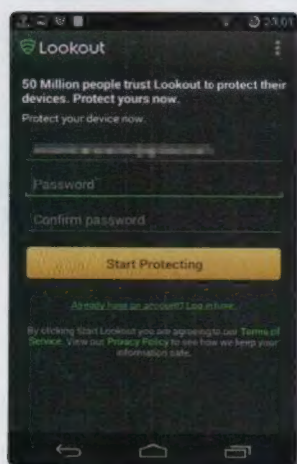 23:01
Lookout
50 Million people trust Lookout to protect their
devices. Protect yours now.
Protect your device now.
Password
Confirm password
Start Protecting
Already have an account? Log in here.
By clicking Start Lookout you are agreeing to our Terms of
Service. View our Privacy Policy to see how we keep your
information safe.